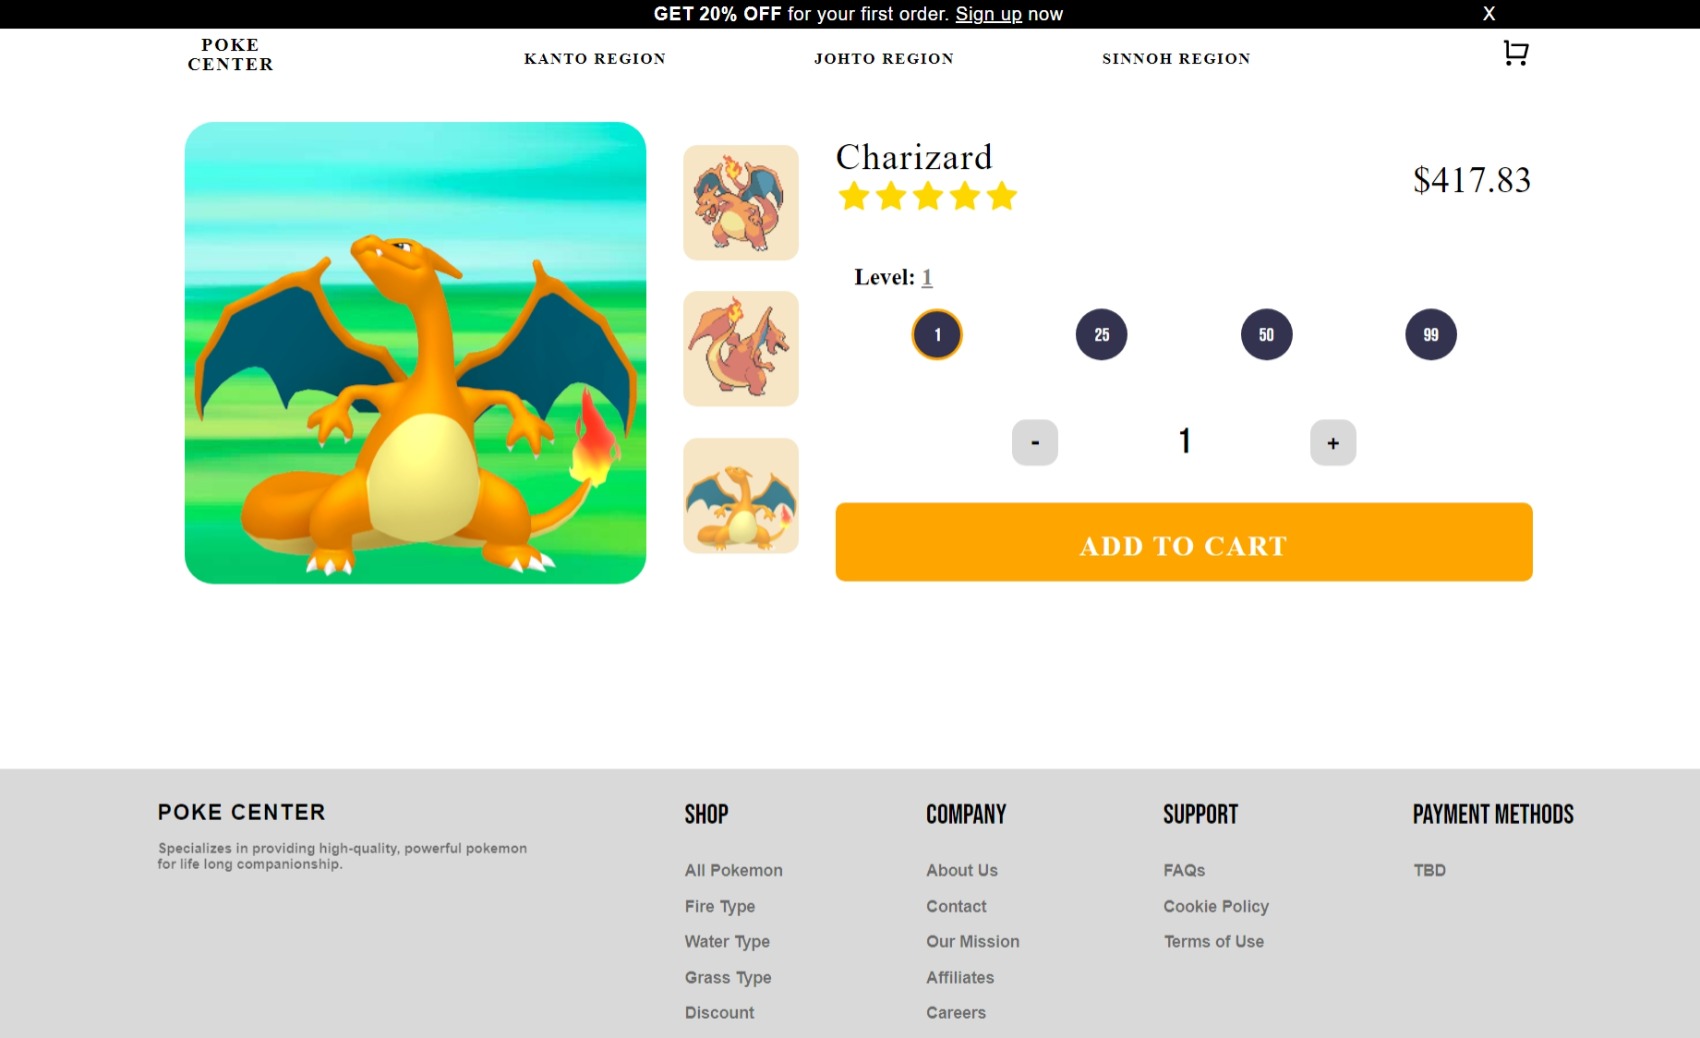 GET 20% OFF for your first order. Sign up now X
POKE
CENTER
KANTO REGION
JOHTO REGION
SINNOH REGION
Charizard
$417.83
Level: 1
1 25 50 99
- 1 +
ADD TO CART
POKE CENTER
Specializes in providing high-quality, powerful pokemon
for life long companionship.
SHOP
All Pokemon
Fire Type
Water Type
Grass Type
Discount
COMPANY
About Us
Contact
Our Mission
Affiliates
Careers
SUPPORT
FAQs
Cookie Policy
Terms of Use
PAYMENT METHODS
TBD